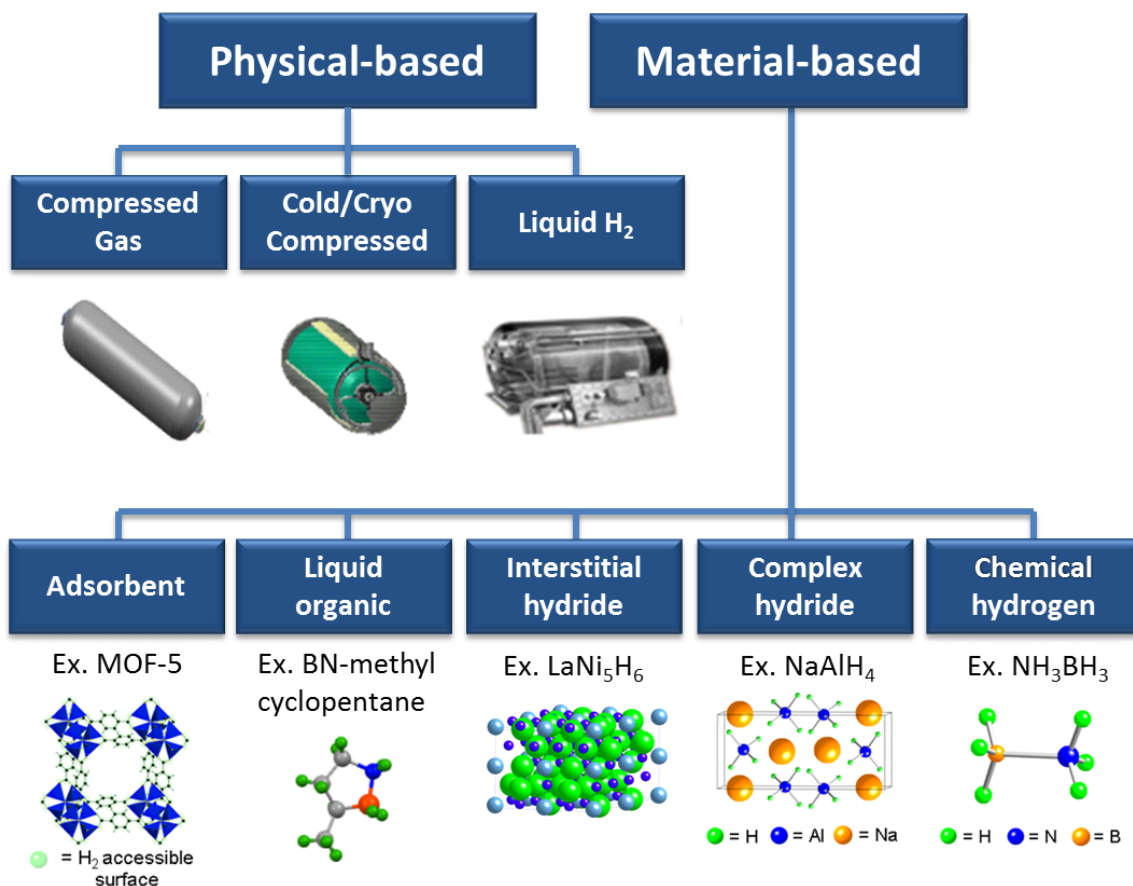 Physical-based
Material-based
Compressed
Gas
Cold/Cryo
Compressed
Liquid H₂
Adsorbent
Liquid
organic
Interstitial
hydride
Complex
hydride
Chemical
hydrogen
Ex. MOF-5
Ex. BN-methyl
cyclopentane
Ex. LaNi₅H₆
Ex. NaAlH₄
Ex. NH₃BH₃
= H₂ accessible
surface
= H = Al = Na
= H = N = B